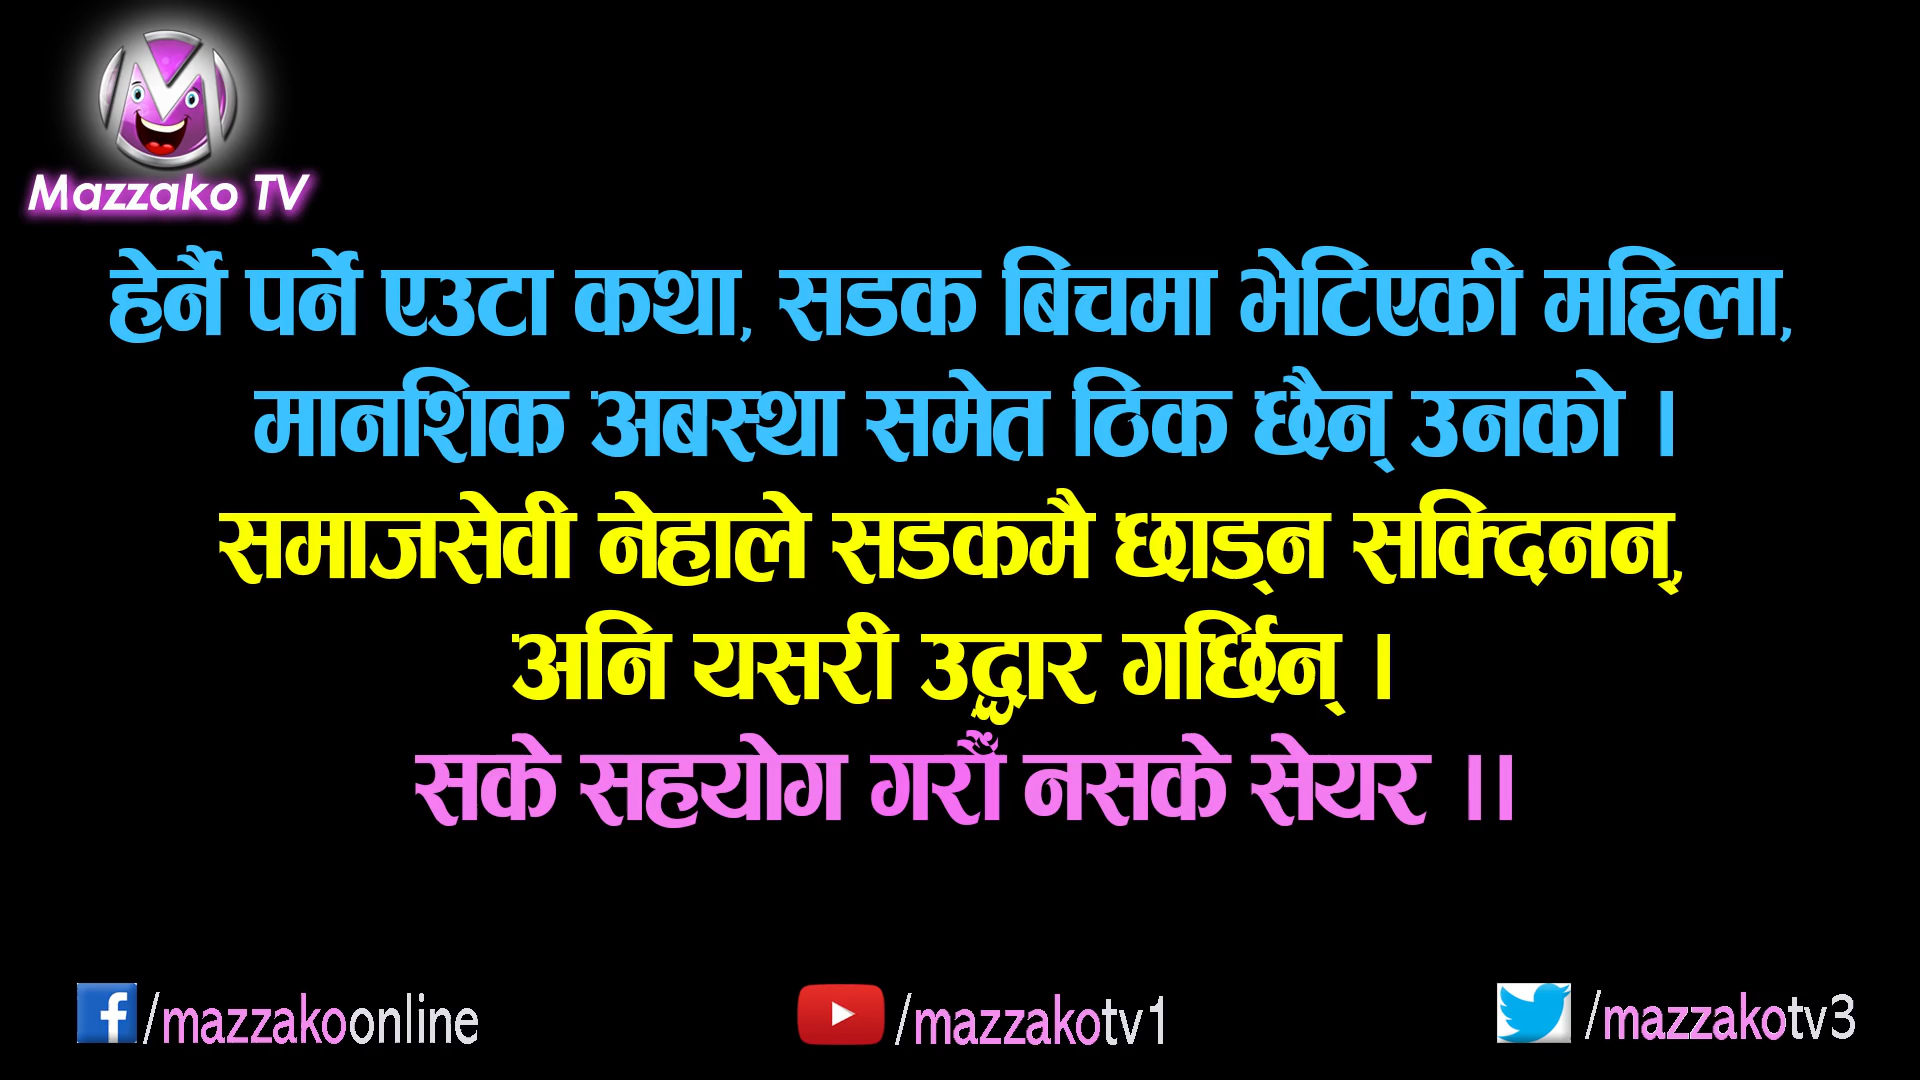 Mazzako TV
हेर्नै पर्ने एउटा कथा, सडक बिचमा भेटिएकी महिला,
मानशिक अबस्था समेत ठिक छैन् उनको ।
समाजसेवी नेहाले सडकमै छाड्न सक्दिनन्,
अनि यसरी उद्धार गर्छिन् ।
सके सहयोग गरौँ नसके सेयर ।।
/mazzakoonline /mazzakotv1 /mazzakotv3